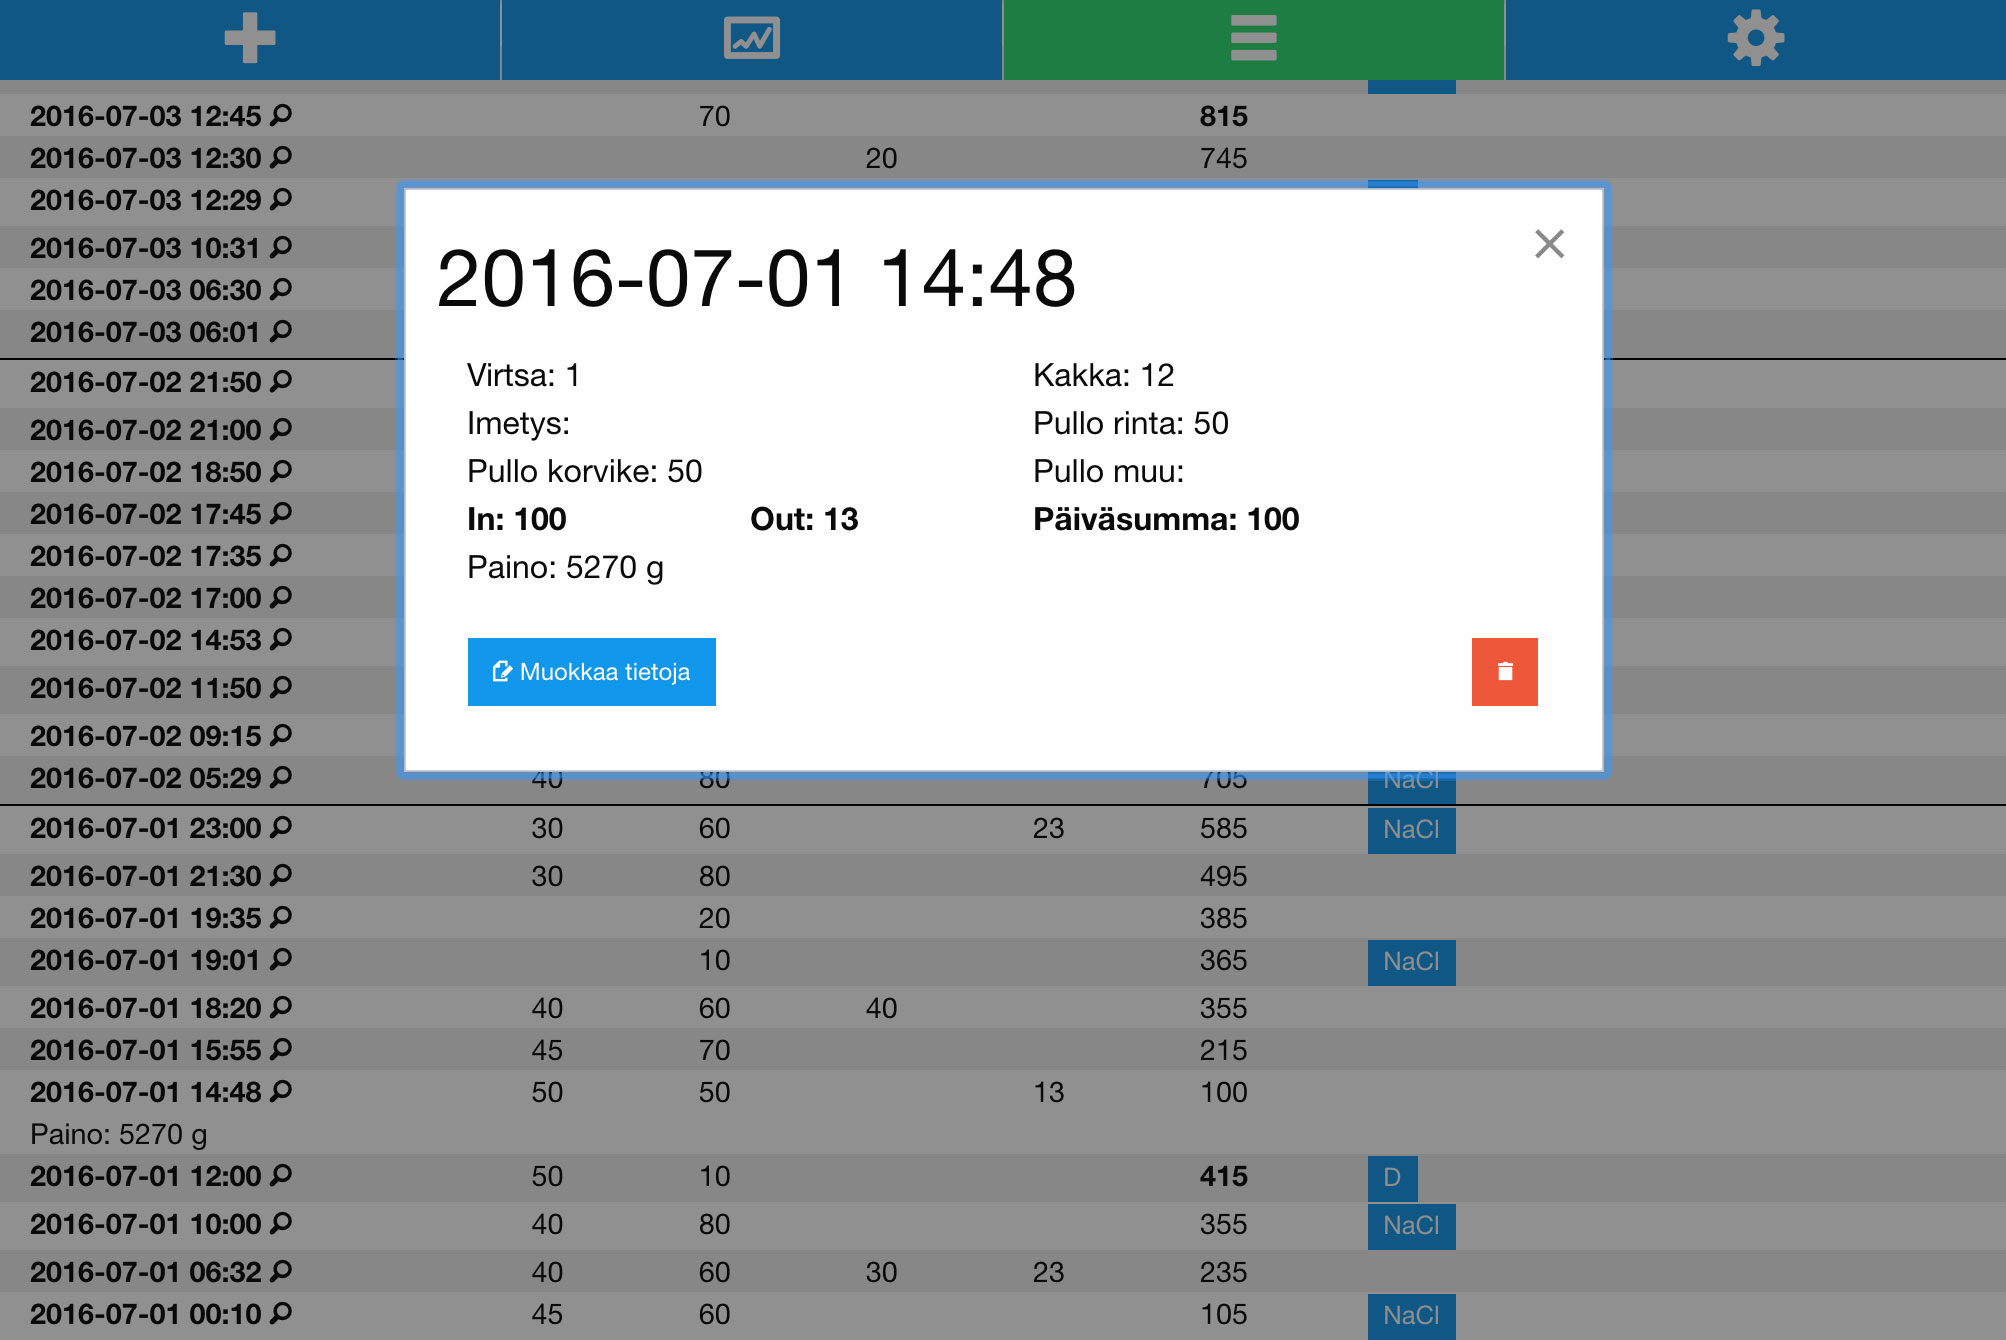 2016-07-03 12:45 70 815
2016-07-03 12:30 20 745
2016-07-03 12:29
2016-07-03 10:31
2016-07-03 06:30
2016-07-03 06:01
2016-07-02 21:50
2016-07-02 21:00
2016-07-02 18:50
2016-07-02 17:45
2016-07-02 17:35
2016-07-02 17:00
2016-07-02 14:53
2016-07-02 11:50
2016-07-02 09:15
2016-07-02 05:29 40 80 705 NaCl
2016-07-01 23:00 30 60 23 585 NaCl
2016-07-01 21:30 30 80 495
2016-07-01 19:35 20 385
2016-07-01 19:01 10 365 NaCl
2016-07-01 18:20 40 60 40 355
2016-07-01 15:55 45 70 215
2016-07-01 14:48 50 50 13 100
Paino: 5270 g
2016-07-01 12:00 50 10 415 D
2016-07-01 10:00 40 80 355 NaCl
2016-07-01 06:32 40 60 30 23 235
2016-07-01 00:10 45 60 105 NaCl
2016-07-01 14:48
Virtsa: 1 Kakka: 12
Imetys: Pullo rinta: 50
Pullo korvike: 50 Pullo muu:
In: 100 Out: 13 Päiväsumma: 100
Paino: 5270 g
Muokkaa tietoja